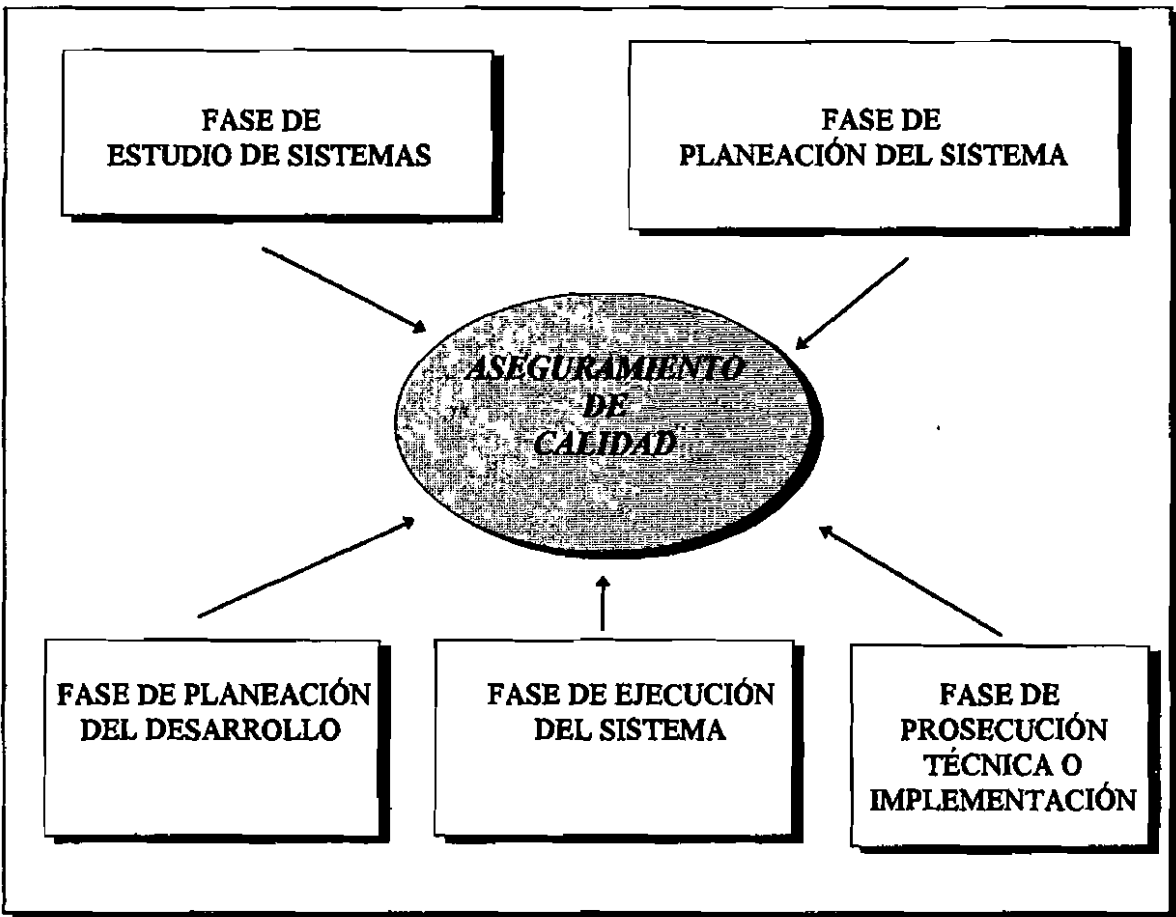 FASE DE
ESTUDIO DE SISTEMAS
FASE DE
PLANEACIÓN DEL SISTEMA
ASEGURAMIENTO
DE
CALIDAD
FASE DE PLANEACIÓN
DEL DESARROLLO
FASE DE EJECUCIÓN
DEL SISTEMA
FASE DE
PROSECUCIÓN
TÉCNICA O
IMPLEMENTACIÓN